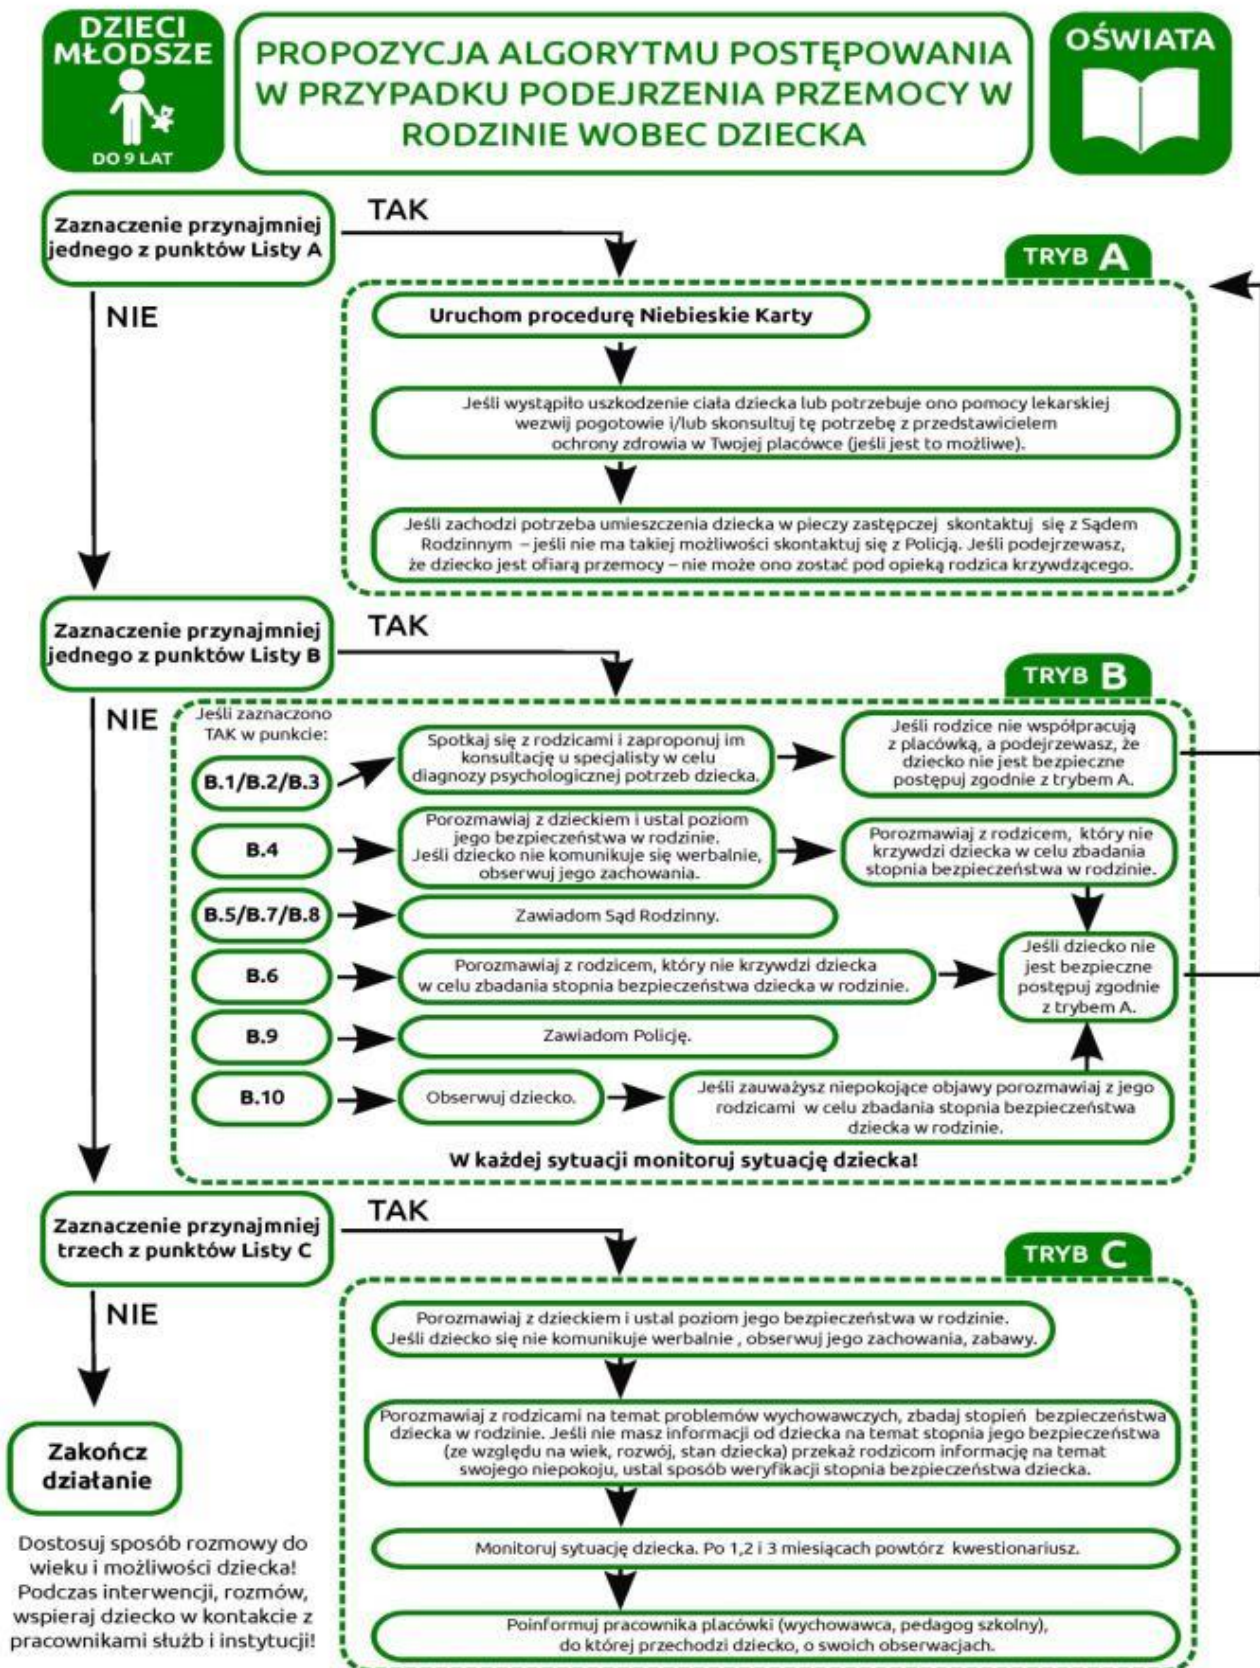 DZIECI
MŁODSZE
DO 9 LAT
PROPOZYCJA ALGORYTMU POSTĘPOWANIA
W PRZYPADKU PODEJRZENIA PRZEMOCY W
RODZINIE WOBEC DZIECKA
OŚWIATA
Zaznaczenie przynajmniej
jednego z punktów Listy A
TAK
NIE
TRYB A
Uruchom procedurę Niebieskie Karty
Jeśli wystąpiło uszkodzenie ciała dziecka lub potrzebuje ono pomocy lekarskiej
wezwij pogotowie i/lub skonsultuj tę potrzebę z przedstawicielem
ochrony zdrowia w Twojej placówce (jeśli jest to możliwe).
Jeśli zachodzi potrzeba umieszczenia dziecka w pieczy zastępczej skontaktuj się z Sądem
Rodzinnym – jeśli nie ma takiej możliwości skontaktuj się z Policją. Jeśli podejrzewasz,
że dziecko jest ofiarą przemocy – nie może ono zostać pod opieką rodzica krzywdzącego.
Zaznaczenie przynajmniej
jednego z punktów Listy B
TAK
NIE
TRYB B
Jeśli zaznaczono
TAK w punkcie:
B.1/B.2/B.3
Spotkaj się z rodzicami i zaproponuj im
konsultację u specjalisty w celu
diagnozy psychologicznej potrzeb dziecka.
Jeśli rodzice nie współpracują
z placówką, a podejrzewasz, że
dziecko nie jest bezpieczne
postępuj zgodnie z trybem A.
B.4
Porozmawiaj z dzieckiem i ustal poziom
jego bezpieczeństwa w rodzinie.
Jeśli dziecko nie komunikuje się werbalnie,
obserwuj jego zachowania.
Porozmawiaj z rodzicem, który nie
krzywdzi dziecka w celu zbadania
stopnia bezpieczeństwa w rodzinie.
B.5/B.7/B.8
Zawiadom Sąd Rodzinny.
B.6
Porozmawiaj z rodzicem, który nie krzywdzi dziecka
w celu zbadania stopnia bezpieczeństwa dziecka w rodzinie.
Jeśli dziecko nie
jest bezpieczne
postępuj zgodnie
z trybem A.
B.9
Zawiadom Policję.
B.10
Obserwuj dziecko.
Jeśli zauważysz niepokojące objawy porozmawiaj z jego
rodzicami w celu zbadania stopnia bezpieczeństwa
dziecka w rodzinie.
W każdej sytuacji monitoruj sytuację dziecka!
Zaznaczenie przynajmniej
trzech z punktów Listy C
TAK
NIE
TRYB C
Porozmawiaj z dzieckiem i ustal poziom jego bezpieczeństwa w rodzinie.
Jeśli dziecko się nie komunikuje werbalnie , obserwuj jego zachowania, zabawy.
Porozmawiaj z rodzicami na temat problemów wychowawczych, zbadaj stopień bezpieczeństwa
dziecka w rodzinie. Jeśli nie masz informacji od dziecka na temat stopnia jego bezpieczeństwa
(ze względu na wiek, rozwój, stan dziecka) przekaż rodzicom informację na temat
swojego niepokoju, ustal sposób weryfikacji stopnia bezpieczeństwa dziecka.
Monitoruj sytuację dziecka. Po 1,2 i 3 miesiącach powtórz kwestionariusz.
Poinformuj pracownika placówki (wychowawca, pedagog szkolny),
do której przechodzi dziecko, o swoich obserwacjach.
Zakończ
działanie
Dostosuj sposób rozmowy do
wieku i możliwości dziecka!
Podczas interwencji, rozmów,
wspieraj dziecko w kontakcie z
pracownikami służb i instytucji!